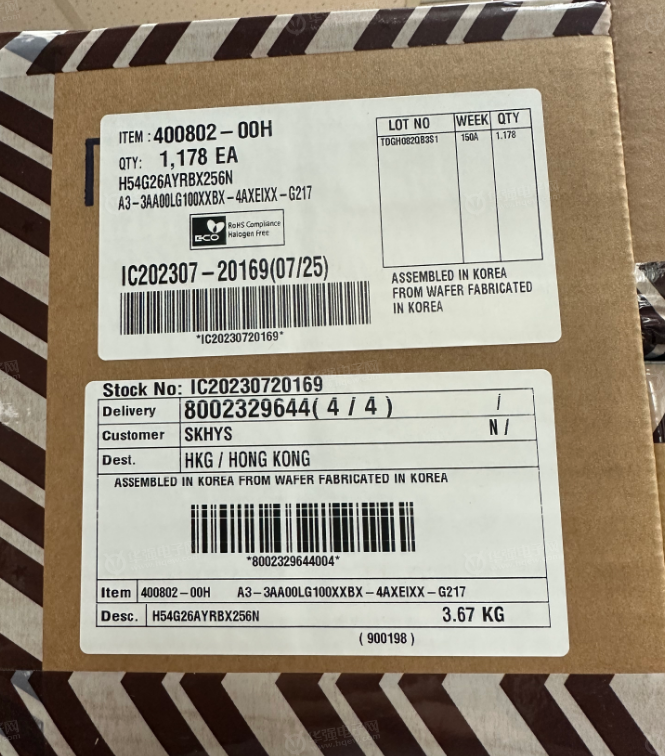 ITEM : 400802-00H
QTY: 1,178 EA
H54G26AYRBX256N
A3-3AA00LG100XXBX-4AXEIXX-G217
ECO RoHS Compliance
Halogen Free
IC202307-20169(07/25)
*IC20230720169*
LOT NO WEEK QTY
TDGH082QB3S1 150A 1,178
ASSEMBLED IN KOREA
FROM WAFER FABRICATED
IN KOREA
Stock No: IC20230720169
Delivery 8002329644( 4 / 4 ) /
Customer SKHYS N /
Dest. HKG / HONG KONG
ASSEMBLED IN KOREA FROM WAFER FABRICATED IN KOREA
*8002329644004*
Item 400802-00H A3-3AA00LG100XXBX-4AXEIXX-G217
Desc. H54G26AYRBX256N 3.67 KG
( 900198 )